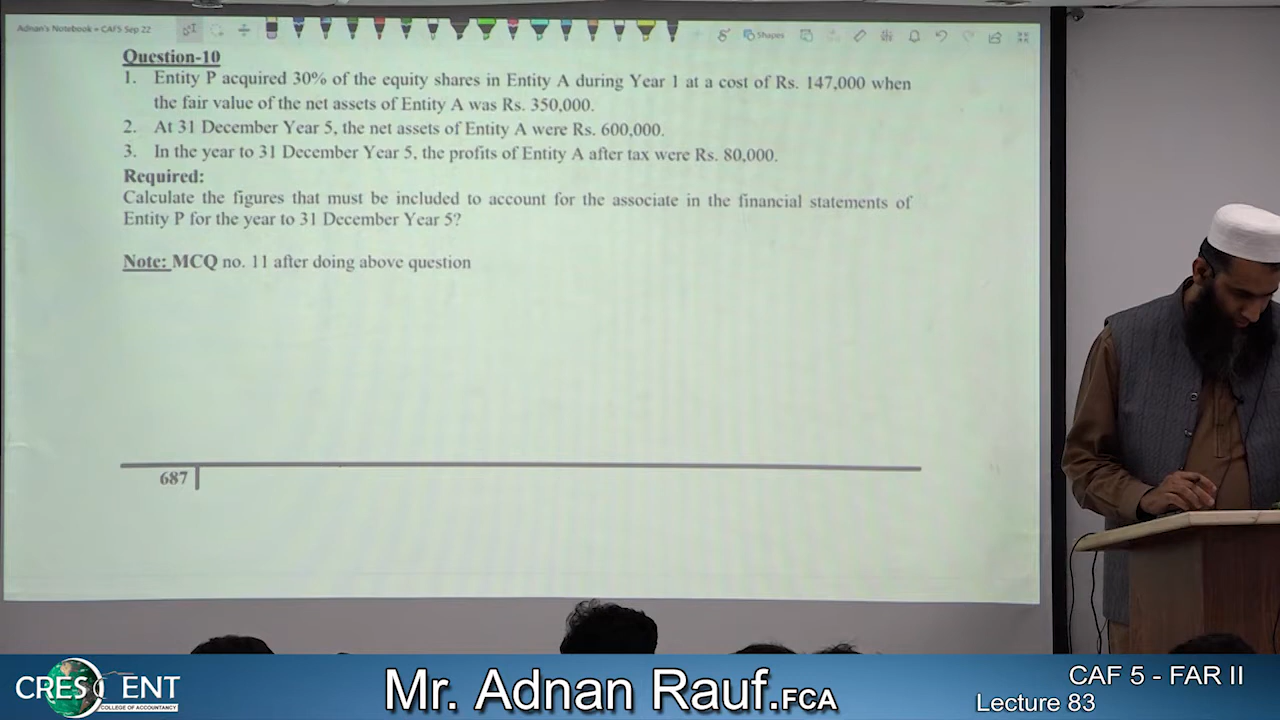 Adnan's Notebook » CAF5 Sep 22
Shapes
Question-10
1. Entity P acquired 30% of the equity shares in Entity A during Year 1 at a cost of Rs. 147,000 when
the fair value of the net assets of Entity A was Rs. 350,000.
2. At 31 December Year 5, the net assets of Entity A were Rs. 600,000.
3. In the year to 31 December Year 5, the profits of Entity A after tax were Rs. 80,000.
Required:
Calculate the figures that must be included to account for the associate in the financial statements of
Entity P for the year to 31 December Year 5?
Note: MCQ no. 11 after doing above question
687
CRESCENT
COLLEGE OF ACCOUNTANCY
Mr. Adnan Rauf.FCA
CAF 5 - FAR II
Lecture 83